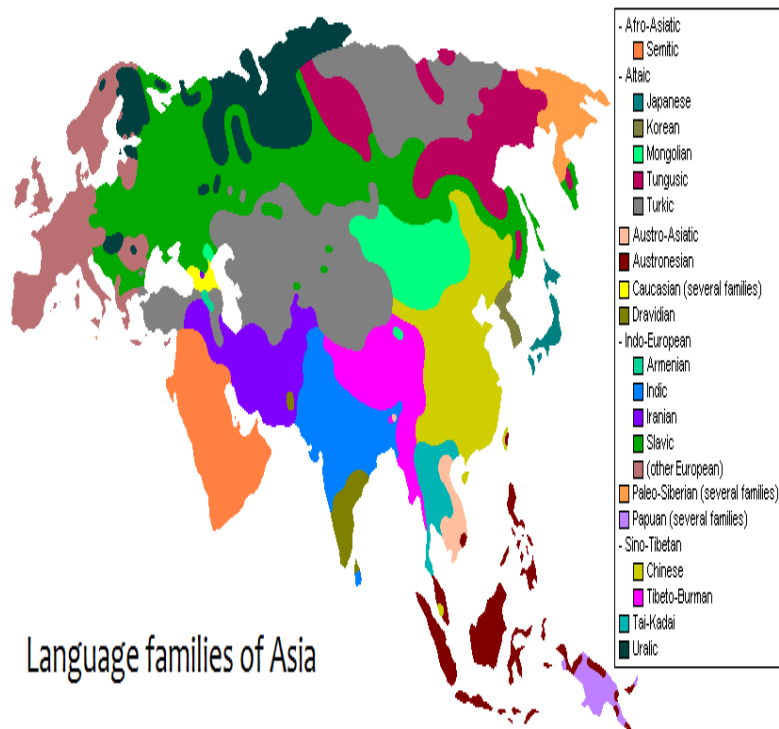 - Afro-Asiatic
Semitic
- Altaic
Japanese
Korean
Mongolian
Tungusic
Turkic
Austro-Asiatic
Austronesian
Caucasian (several families)
Dravidian
- Indo-European
Armenian
Indic
Iranian
Slavic
(other European)
Paleo-Siberian (several families)
Papuan (several families)
- Sino-Tibetan
Chinese
Tibeto-Burman
Tai-Kadai
Uralic
Language families of Asia